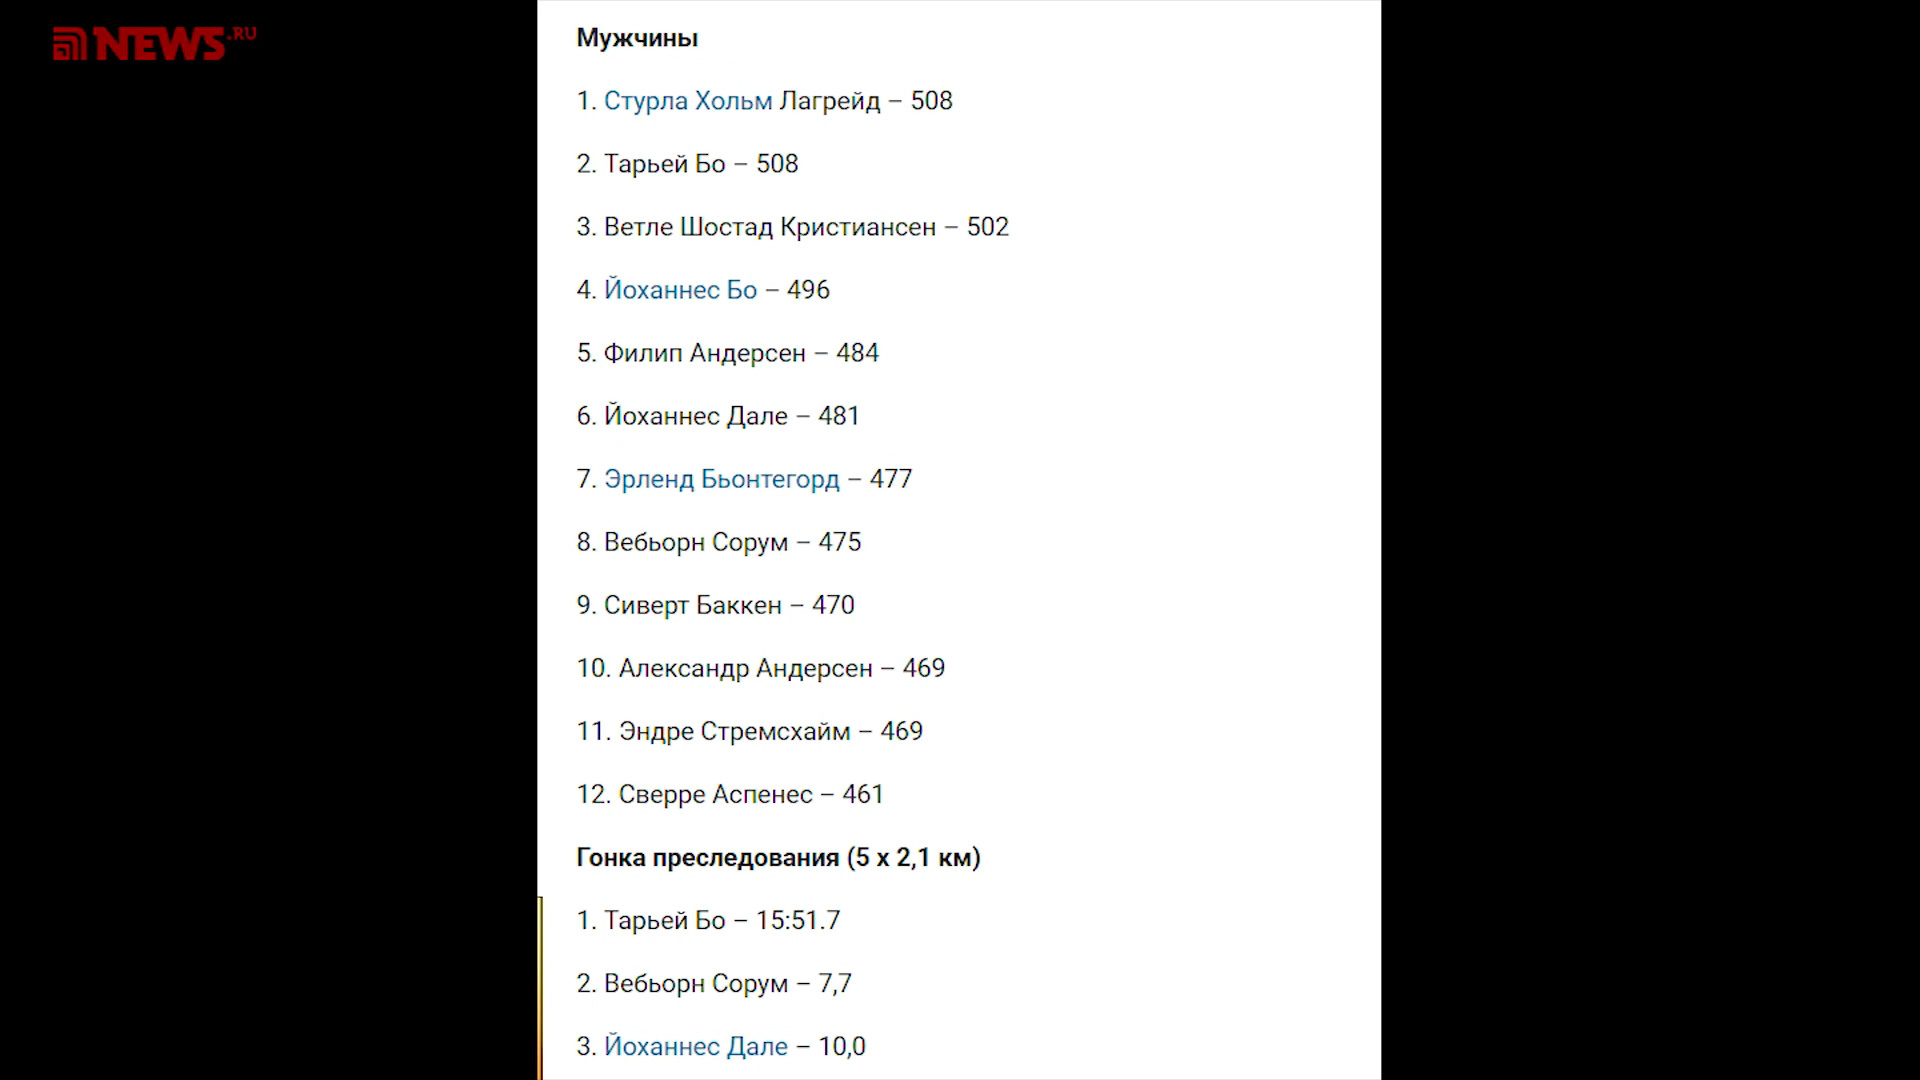 NEWS.RU
Мужчины
1. Стурла Хольм Лагрейд – 508
2. Тарьей Бо – 508
3. Ветле Шостад Кристиансен – 502
4. Йоханнес Бо – 496
5. Филип Андерсен – 484
6. Йоханнес Дале – 481
7. Эрленд Бьонтегорд – 477
8. Вебьорн Сорум – 475
9. Сиверт Баккен – 470
10. Александр Андерсен – 469
11. Эндре Стремсхайм – 469
12. Сверре Аспенес – 461
Гонка преследования (5 х 2,1 км)
1. Тарьей Бо – 15:51.7
2. Вебьорн Сорум – 7,7
3. Йоханнес Дале – 10,0